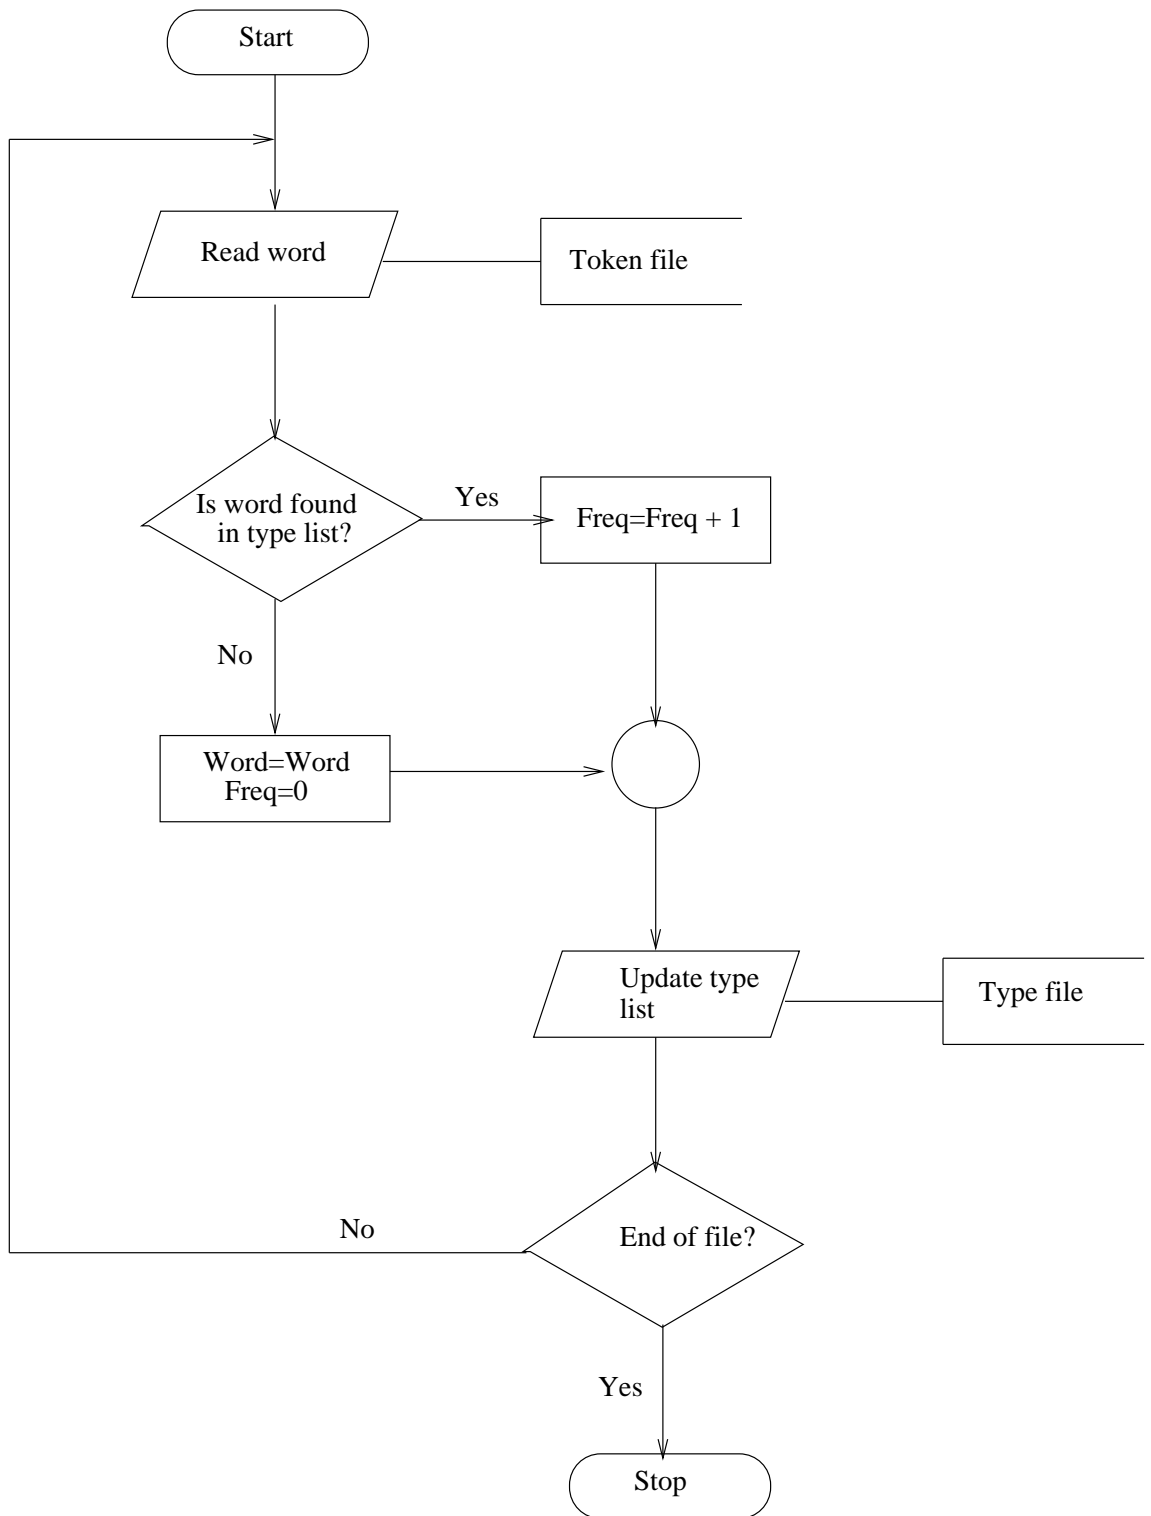 Start
Read word
Token file
Is word found
in type list?
Yes
Freq=Freq + 1
No
Word=Word
Freq=0
Update type
list
Type file
End of file?
No
Yes
Stop